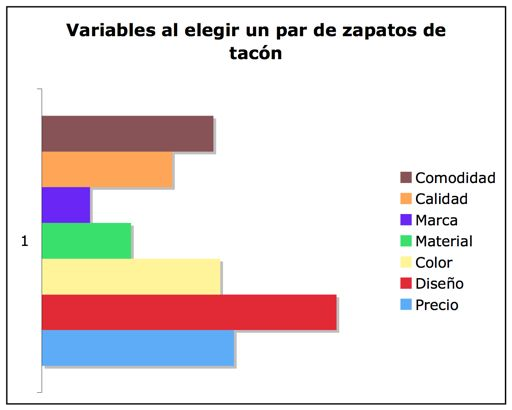 Variables al elegir un par de zapatos de
tacón
1
Comodidad
Calidad
Marca
Material
Color
Diseño
Precio